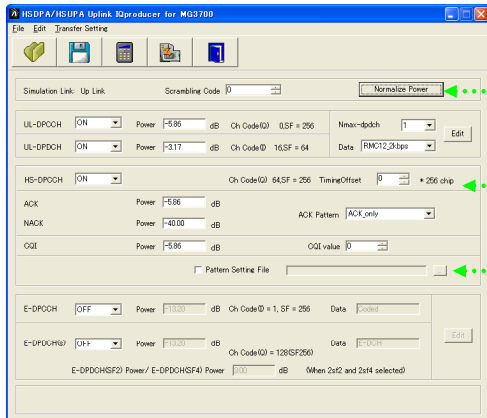 HSDPA/HSUPA Uplink IQproducer for MG3700
File Edit Transfer Setting
Simulation Link: Up Link Scrambling Code 0 Normalize Power
UL-DPCCH ON Power -5.86 dB Ch Code(Q) 0,SF = 256 Nmax-dpdch 1 Edit
UL-DPDCH ON Power -3.17 dB Ch Code(I) 16,SF = 64 Data RMC12_2kbps
HS-DPCCH ON Ch Code(Q) 64,SF = 256 TimingOffset 0 * 256 chip
ACK Power -5.86 dB ACK Pattern ACK_only
NACK Power -40.00 dB
CQI Power -5.86 dB CQI value 0
Pattern Setting File ...
E-DPCCH OFF Power -13.20 dB Ch Code(I) = 1, SF = 256 Data Coded
E-DPDCH(s) OFF Power -13.20 dB Ch Code(Q) = 128(SF256) Data E-DCH Edit
E-DPDCH(SF2) Power/ E-DPDCH(SF4) Power 3.00 dB (When 2sf2 and 2sf4 selected)